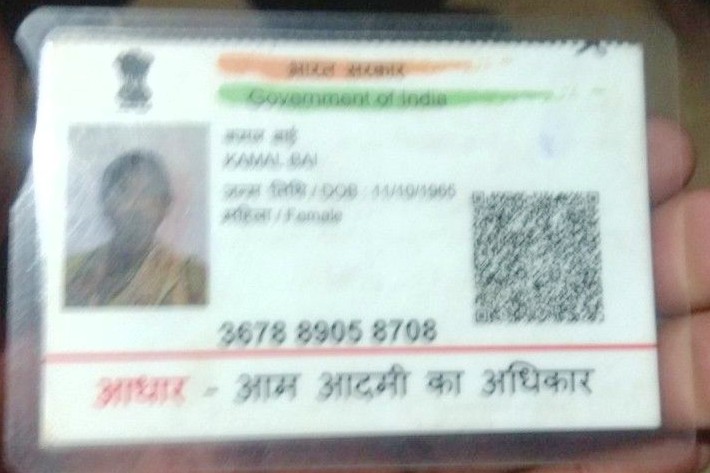 भारत सरकार
Government of India
कमल बाई
KAMAL BAI
जन्म तिथि / DOB : 11/10/1965
महिला / Female
3678 8905 8708
आधार - आम आदमी का अधिकार